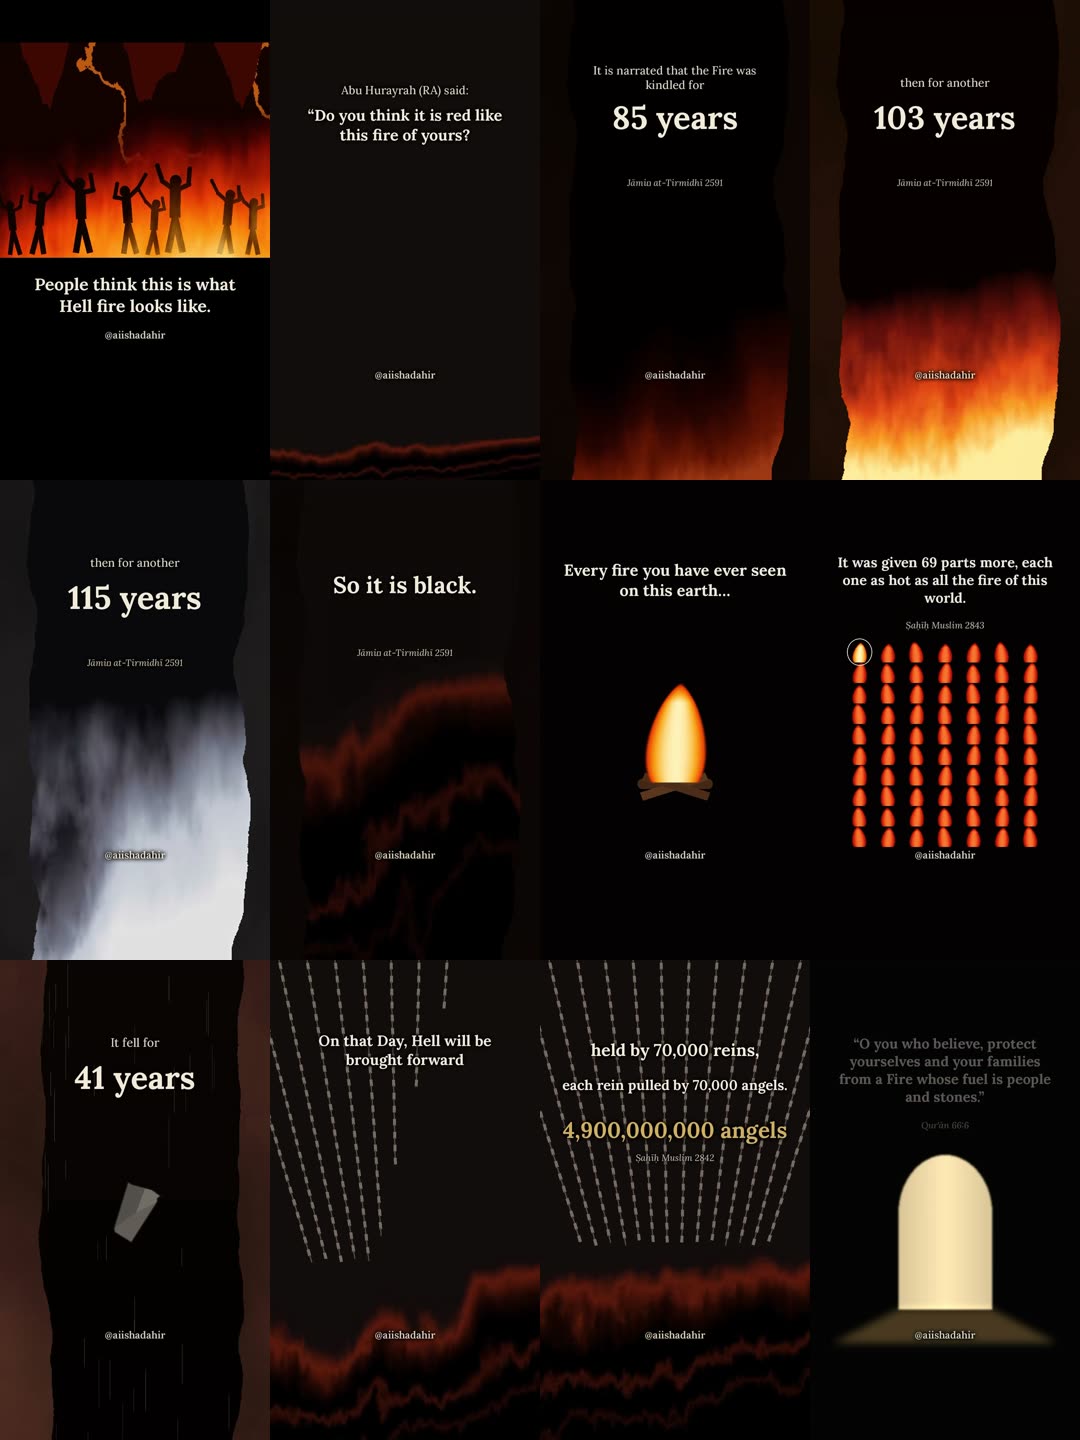 People think this is what
Hell fire looks like.
@aiishadahir
Abu Hurayrah (RA) said:
“Do you think it is red like
this fire of yours?
@aiishadahir
It is narrated that the Fire was
kindled for
85 years
Jāmiʿ at-Tirmidhī 2591
@aiishadahir
then for another
103 years
Jāmiʿ at-Tirmidhī 2591
@aiishadahir
then for another
115 years
Jāmiʿ at-Tirmidhī 2591
@aiishadahir
So it is black.
Jāmiʿ at-Tirmidhī 2591
@aiishadahir
Every fire you have ever seen
on this earth...
@aiishadahir
It was given 69 parts more, each
one as hot as all the fire of this
world.
Ṣaḥīḥ Muslim 2843
@aiishadahir
It fell for
41 years
@aiishadahir
On that Day, Hell will be
brought forward
@aiishadahir
held by 70,000 reins,
each rein pulled by 70,000 angels.
4,900,000,000 angels
Ṣaḥīḥ Muslim 2842
@aiishadahir
“O you who believe, protect
yourselves and your families
from a Fire whose fuel is people
and stones.”
Qur’ān 66:6
@aiishadahir